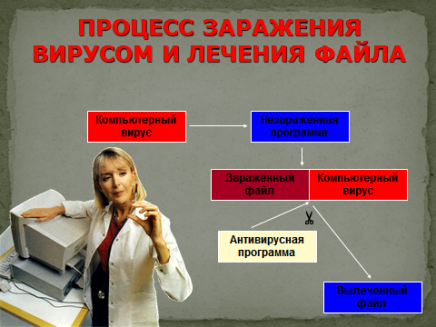 ПРОЦЕСС ЗАРАЖЕНИЯ
ВИРУСОМ И ЛЕЧЕНИЯ ФАЙЛА
Компьютерный
вирус
Незараженная
программа
Зараженный
файл
Компьютерный
вирус
Антивирусная
программа
Вылеченный
файл